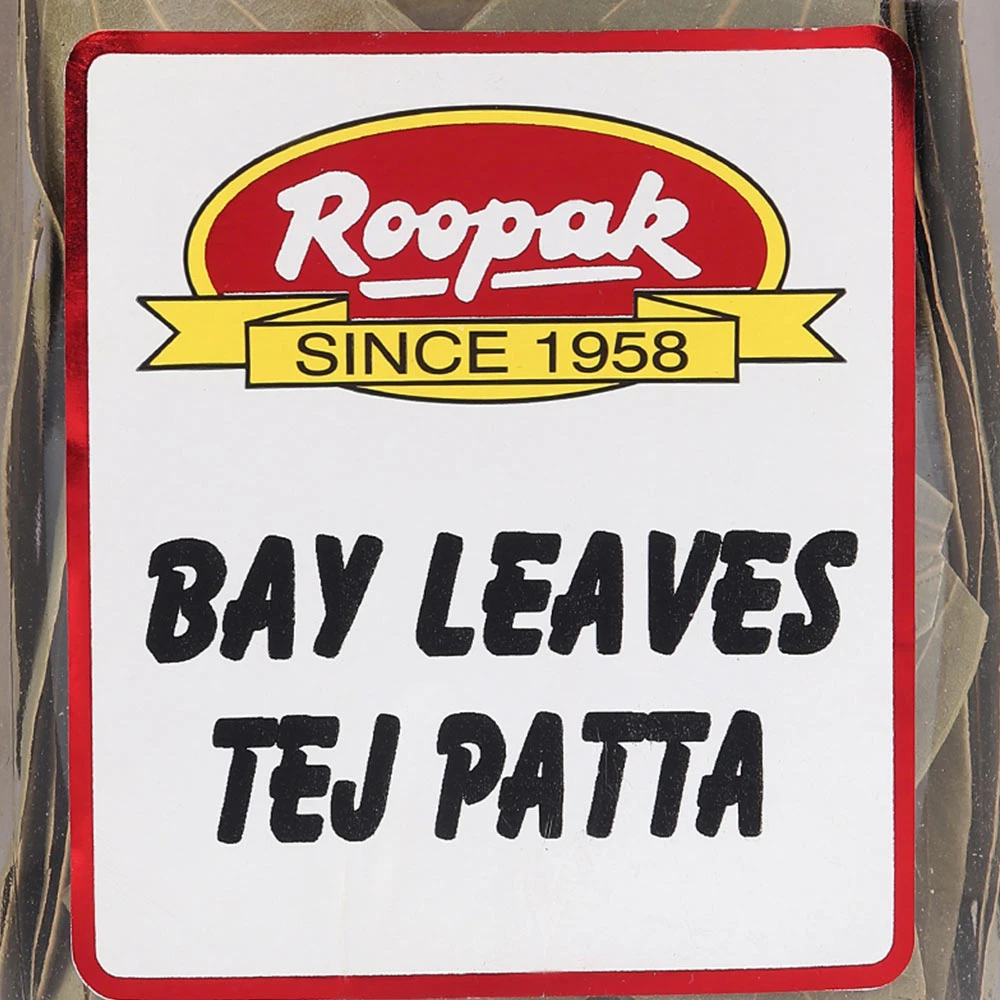 Roopak
SINCE 1958
BAY LEAVES
TEJ PATTA